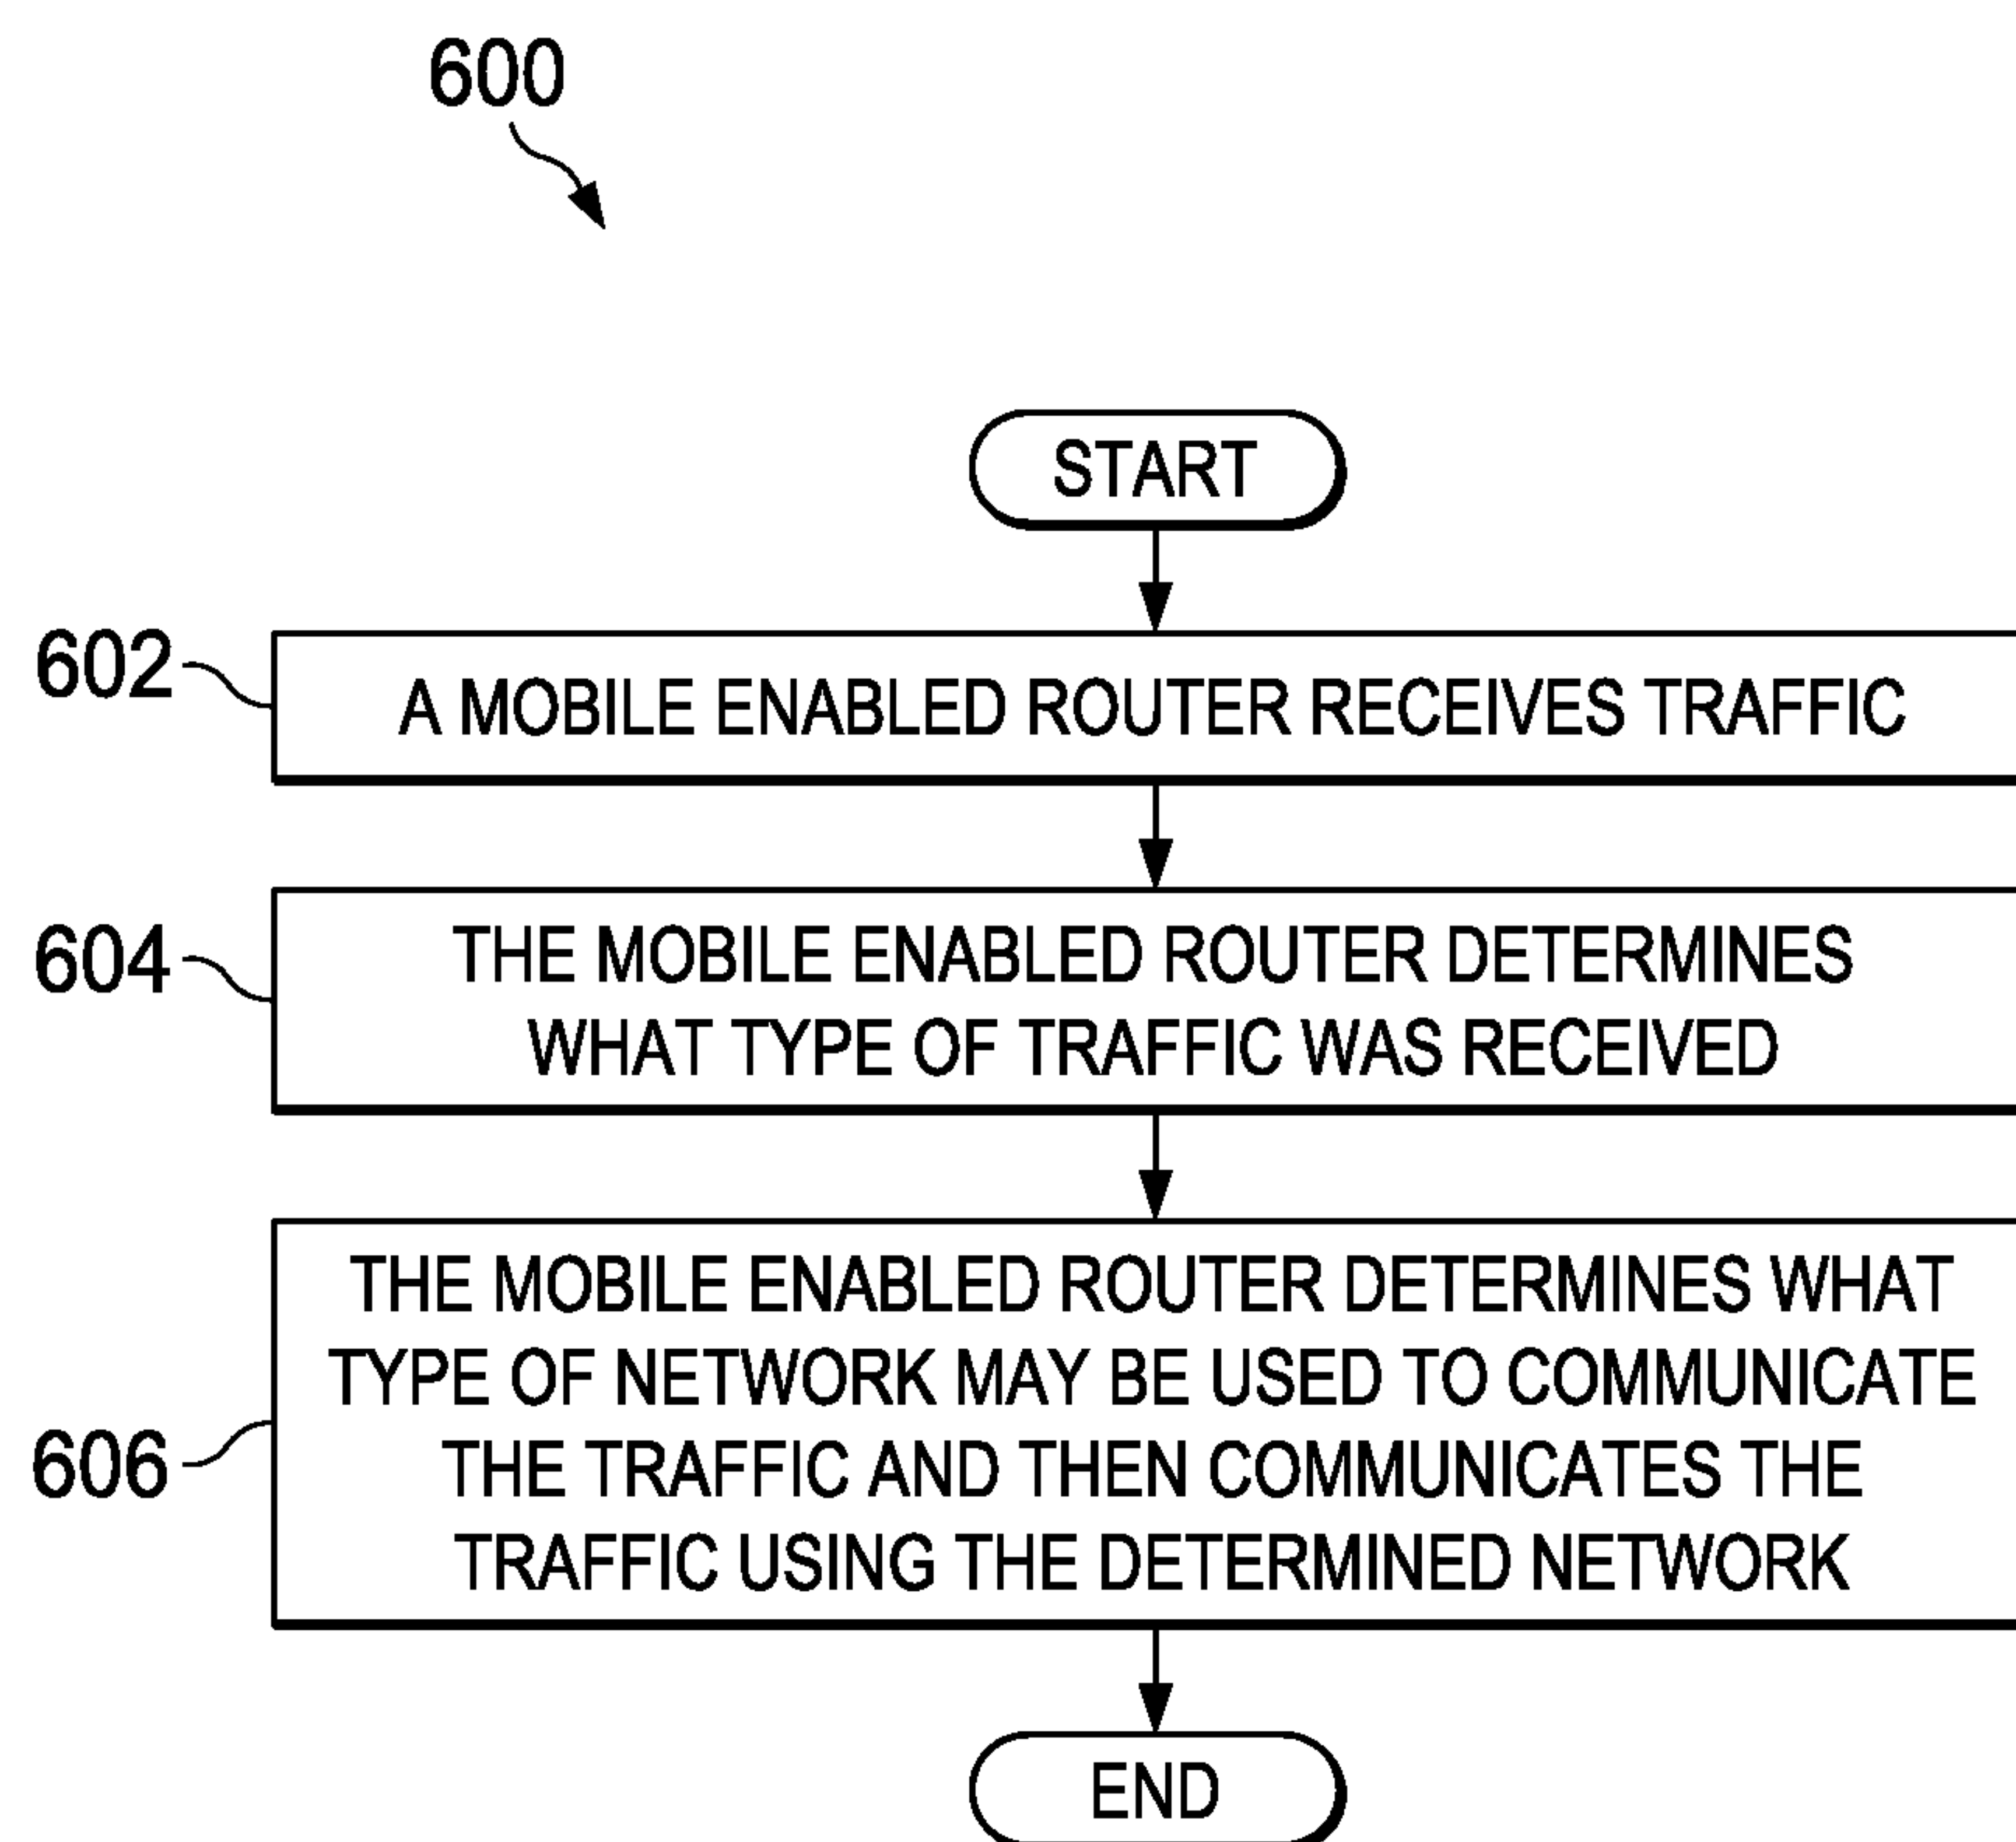 600
START
602
A MOBILE ENABLED ROUTER RECEIVES TRAFFIC
604
THE MOBILE ENABLED ROUTER DETERMINES
WHAT TYPE OF TRAFFIC WAS RECEIVED
606
THE MOBILE ENABLED ROUTER DETERMINES WHAT
TYPE OF NETWORK MAY BE USED TO COMMUNICATE
THE TRAFFIC AND THEN COMMUNICATES THE
TRAFFIC USING THE DETERMINED NETWORK
END